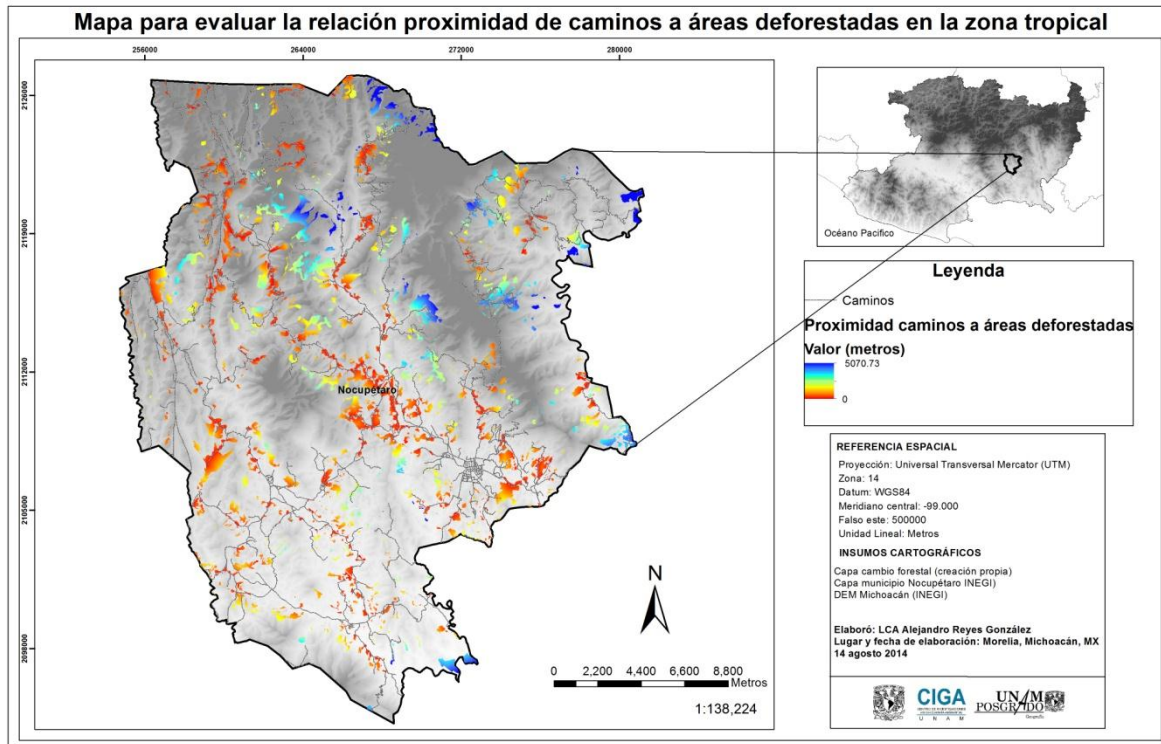 Mapa para evaluar la relación proximidad de caminos a áreas deforestadas en la zona tropical
256000 264000 272000 280000
2126000
2119000
2112000
2105000
2098000
Nocupétaro
N
0 2,200 4,400 6,600 8,800
Metros
1:138,224
Océano Pacifico
Leyenda
Caminos
Proximidad caminos a áreas deforestadas
Valor (metros)
5070.73
0
REFERENCIA ESPACIAL
Proyección: Universal Transversal Mercator (UTM)
Zona: 14
Datum: WGS84
Meridiano central: -99.000
Falso este: 500000
Unidad Lineal: Metros
INSUMOS CARTOGRÁFICOS
Capa cambio forestal (creación propia)
Capa municipio Nocupétaro INEGI)
DEM Michoacán (INEGI)
Elaboró: LCA Alejandro Reyes González
Lugar y fecha de elaboración: Morelia, Michoacán, MX
14 agosto 2014
CIGA
UNAM
UNAM
POSGRADO